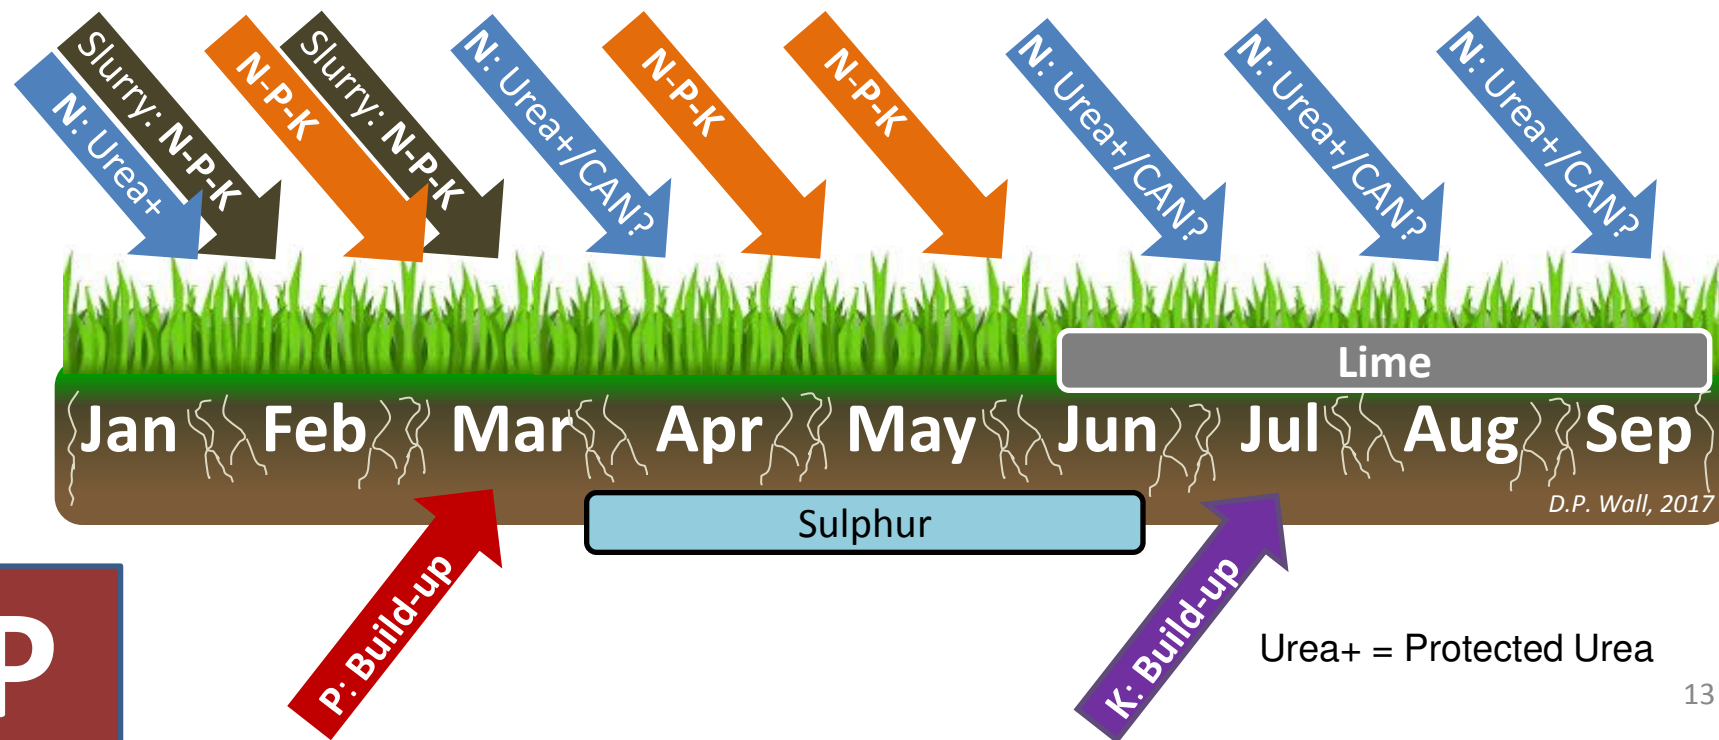 Slurry: N-P-K
N: Urea+
N-P-K
Slurry: N-P-K
N: Urea+/CAN?
N-P-K
N-P-K
N: Urea+/CAN?
N: Urea+/CAN?
N: Urea+/CAN?
Lime
Jan Feb Mar Apr May Jun Jul Aug Sep
D.P. Wall, 2017
Sulphur
P: Build-up
K: Build-up
P
Urea+ = Protected Urea
13